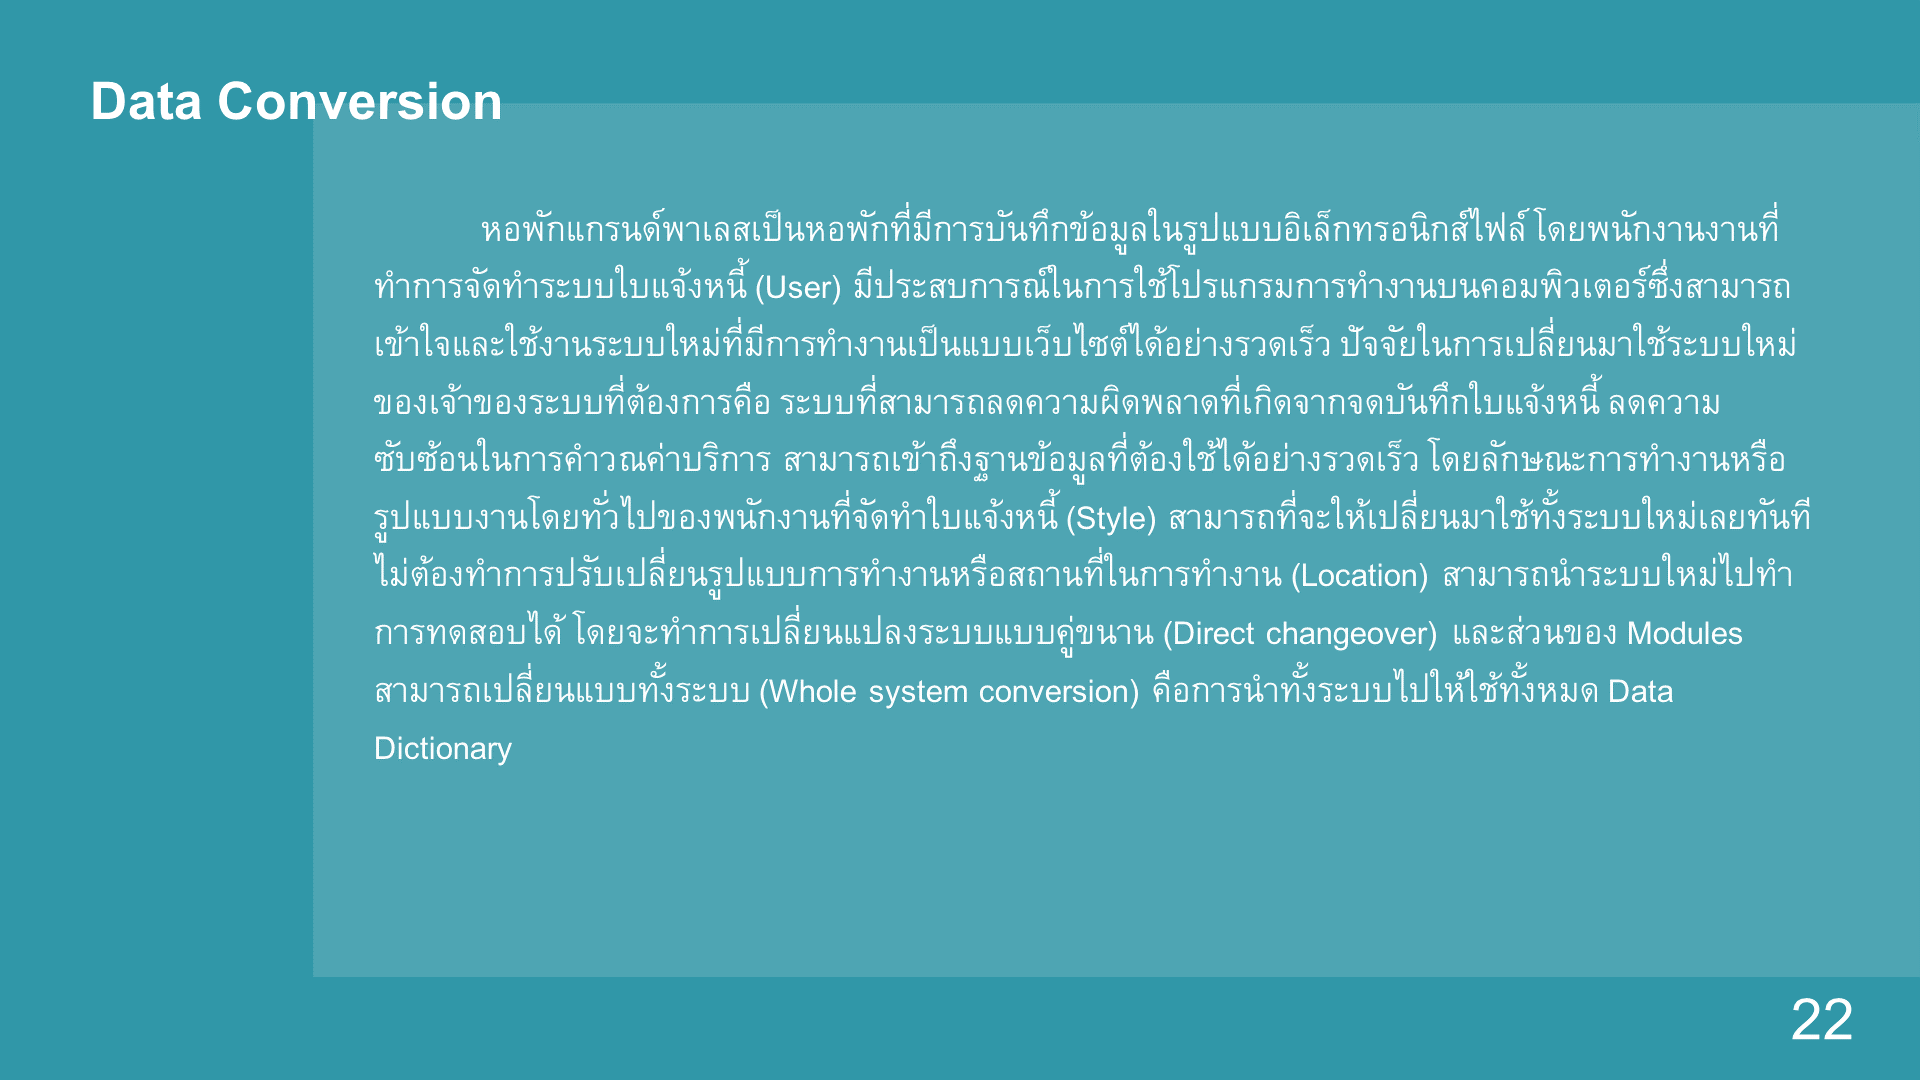 Data Conversion
หอพักแกรนด์พาเลสเป็นหอพักที่มีการบันทึกข้อมูลในรูปแบบอิเล็กทรอนิกส์ไฟล์ โดยพนักงานงานที่
ทำการจัดทำระบบใบแจ้งหนี้ (User) มีประสบการณ์ในการใช้โปรแกรมการทำงานบนคอมพิวเตอร์ซึ่งสามารถ
เข้าใจและใช้งานระบบใหม่ที่มีการทำงานเป็นแบบเว็บไซต์ได้อย่างรวดเร็ว ปัจจัยในการเปลี่ยนมาใช้ระบบใหม่
ของเจ้าของระบบที่ต้องการคือ ระบบที่สามารถลดความผิดพลาดที่เกิดจากจดบันทึกใบแจ้งหนี้ ลดความ
ซับซ้อนในการคำวณค่าบริการ สามารถเข้าถึงฐานข้อมูลที่ต้องใช้ได้อย่างรวดเร็ว โดยลักษณะการทำงานหรือ
รูปแบบงานโดยทั่วไปของพนักงานที่จัดทำใบแจ้งหนี้ (Style) สามารถที่จะให้เปลี่ยนมาใช้ทั้งระบบใหม่เลยทันที
ไม่ต้องทำการปรับเปลี่ยนรูปแบบการทำงานหรือสถานที่ในการทำงาน (Location) สามารถนำระบบใหม่ไปทำ
การทดสอบได้ โดยจะทำการเปลี่ยนแปลงระบบแบบคู่ขนาน (Direct changeover) และส่วนของ Modules
สามารถเปลี่ยนแบบทั้งระบบ (Whole system conversion) คือการนำทั้งระบบไปให้ใช้ทั้งหมด Data
Dictionary
22